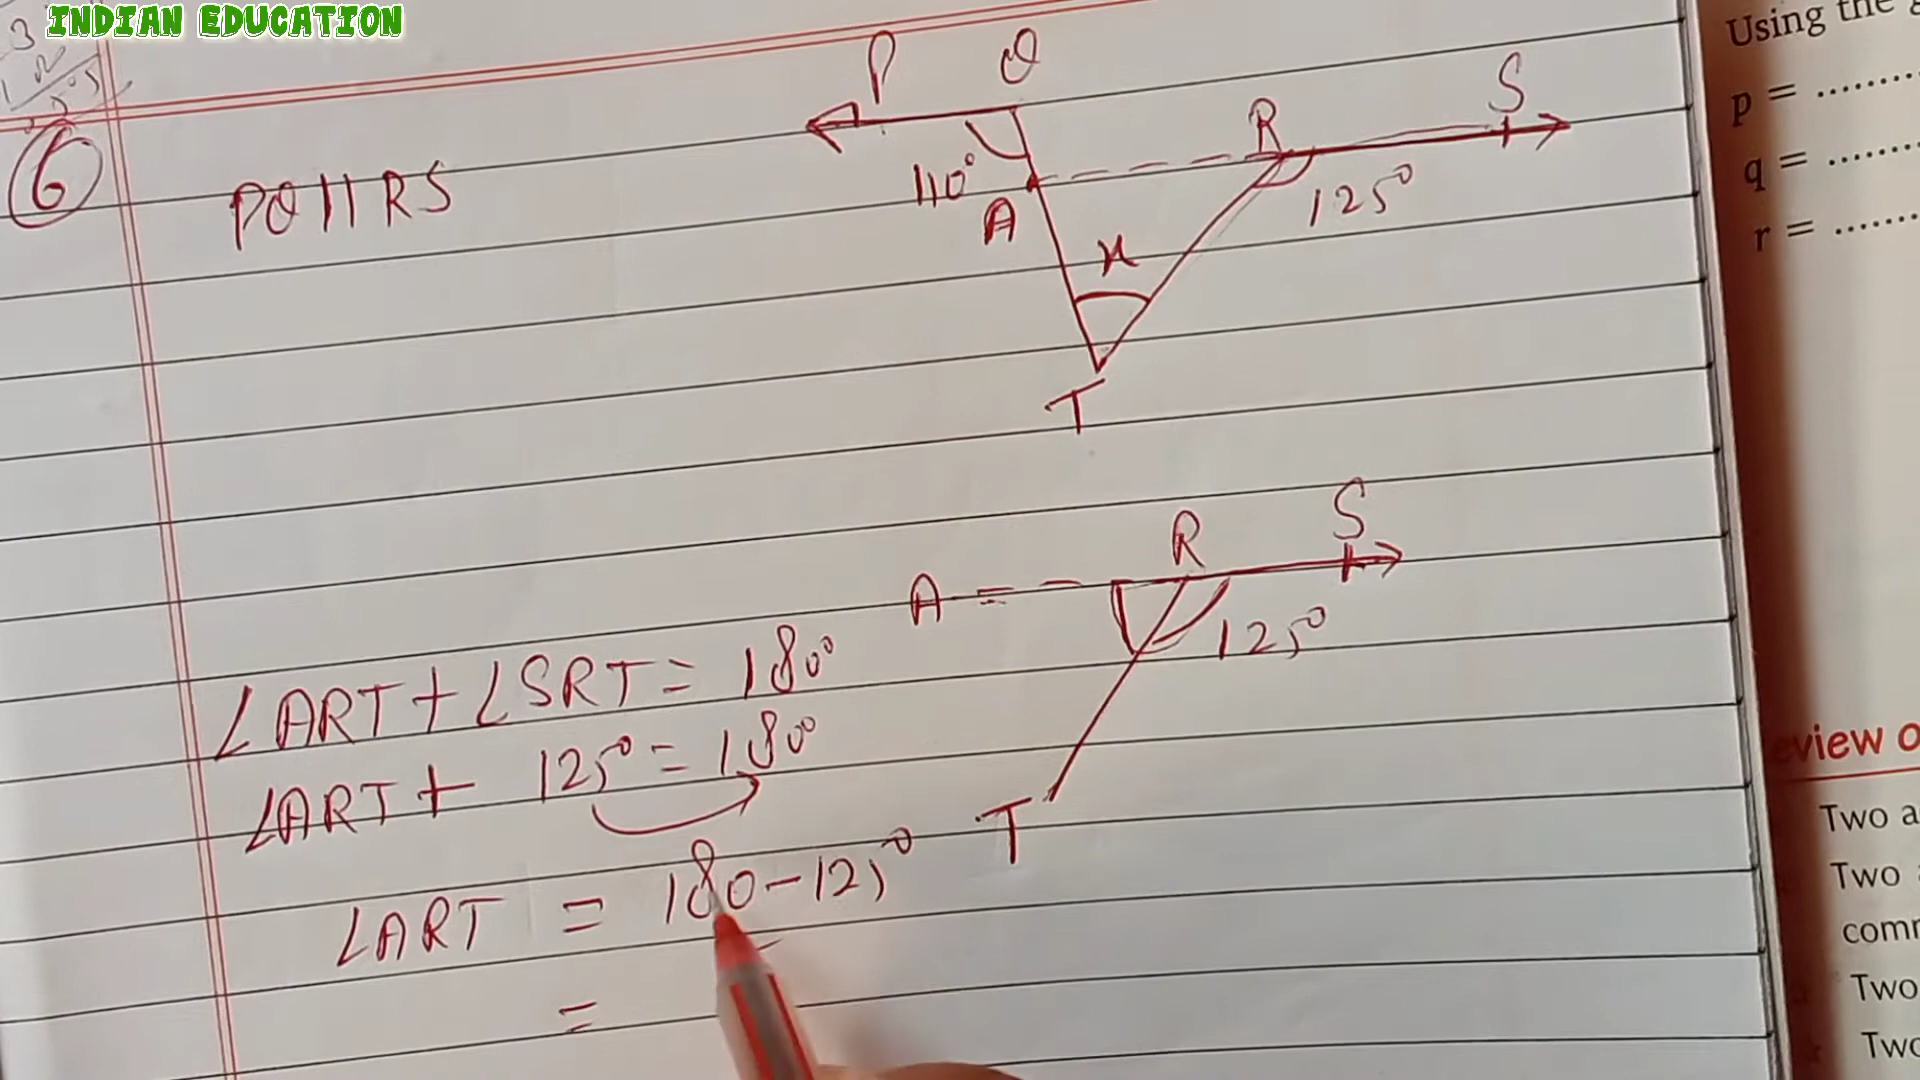 INDIAN EDUCATION
3
6
PQ || RS
P Q
R S
110°
A
125°
x
T
R S
A
125°
T
∠ART + ∠SRT = 180°
∠ART + 125° = 180°
∠ART = 180 - 125°
=
Using the
p = ........
q = ........
r = ........
eview o
Two a
Two
comm
Two
Two